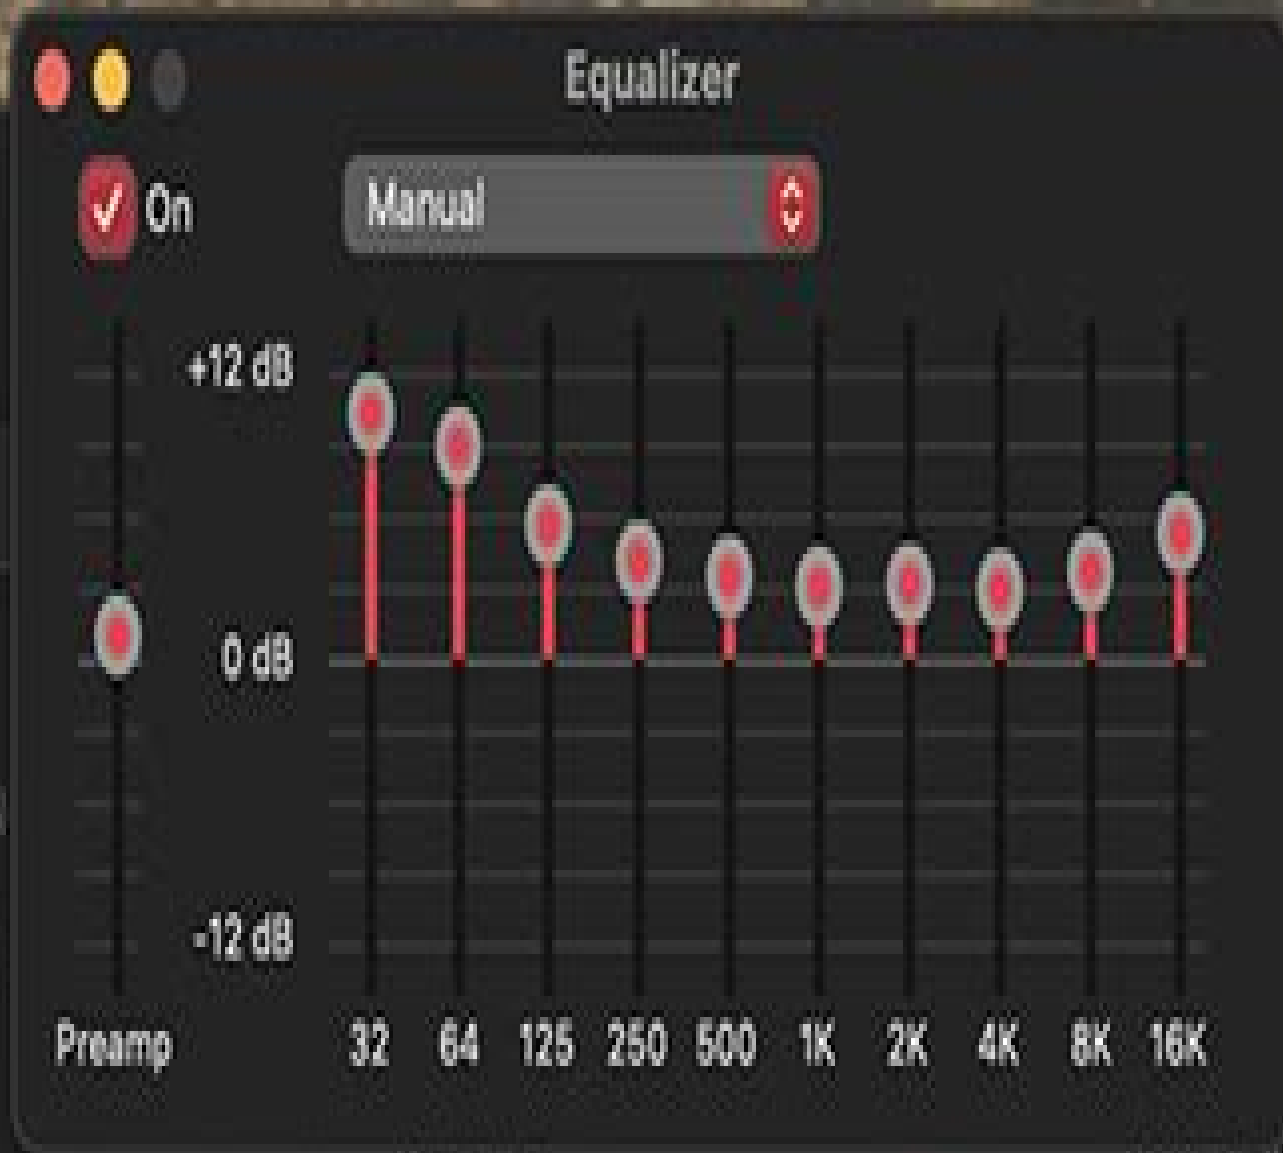 Equalizer
On Manual
+12 dB
0 dB
-12 dB
Preamp 32 64 125 250 500 1K 2K 4K 8K 16K